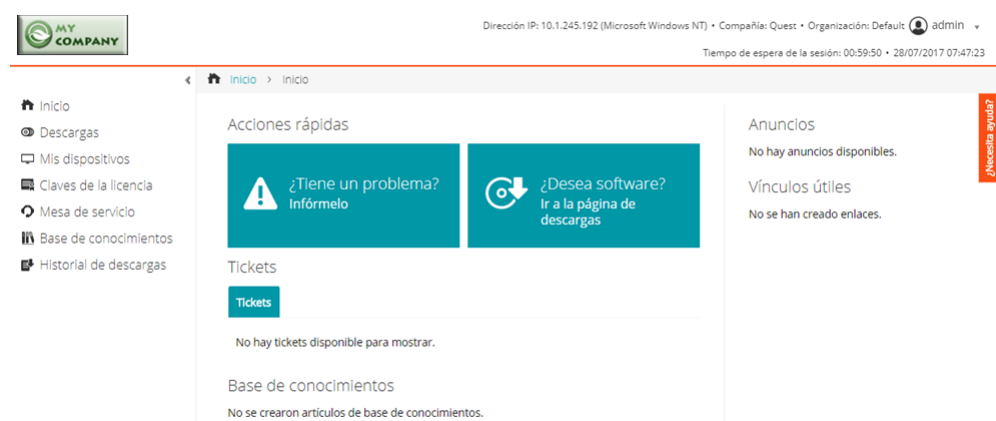 MY
COMPANY
Dirección IP: 10.1.245.192 (Microsoft Windows NT) • Compañía: Quest • Organización: Default admin
Tiempo de espera de la sesión: 00:59:50 • 28/07/2017 07:47:23
Inicio > Inicio
Inicio
Descargas
Mis dispositivos
Claves de la licencia
Mesa de servicio
Base de conocimientos
Historial de descargas
Acciones rápidas
¿Tiene un problema?
Infórmelo
¿Desea software?
Ir a la página de
descargas
Tickets
Tickets
No hay tickets disponible para mostrar.
Base de conocimientos
No se crearon artículos de base de conocimientos.
Anuncios
No hay anuncios disponibles.
Vínculos útiles
No se han creado enlaces.
¿Necesita ayuda?